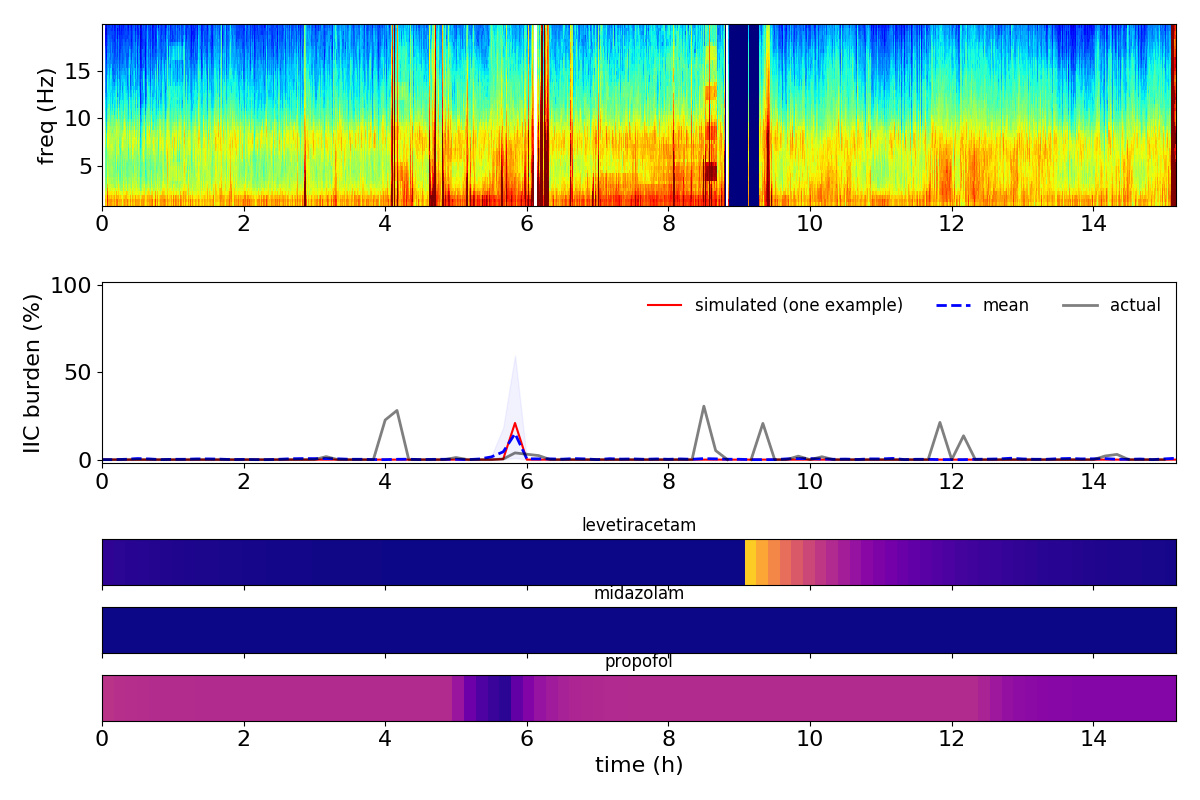 freq (Hz)
15
10
5
0 2 4 6 8 10 12 14
IIC burden (%)
100
50
0
simulated (one example) mean actual
0 2 4 6 8 10 12 14
levetiracetam
midazolam
propofol
0 2 4 6 8 10 12 14
time (h)